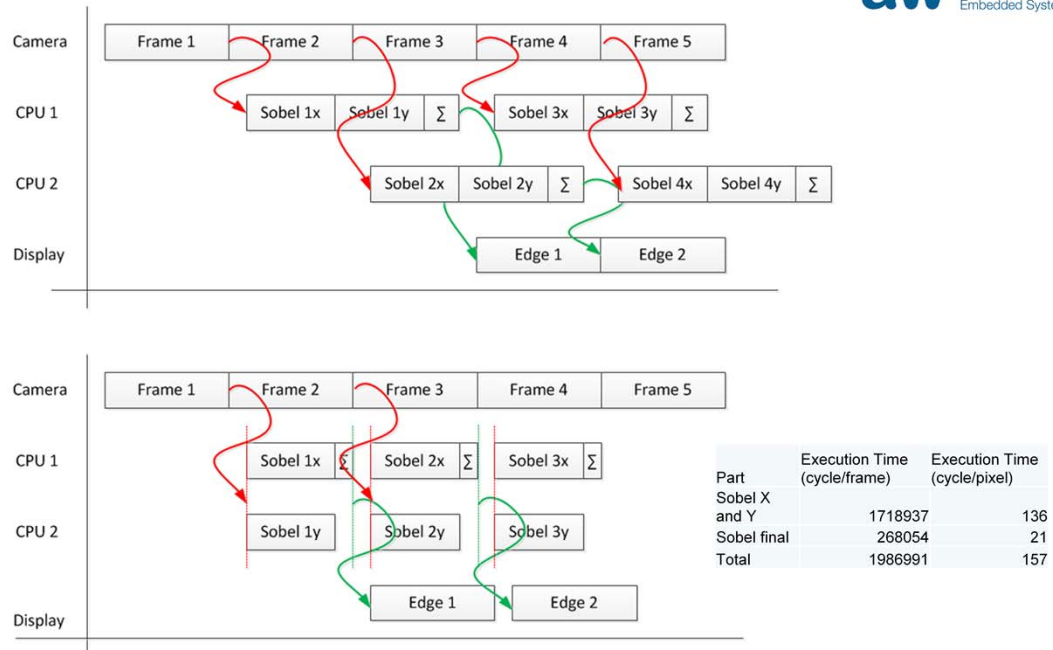 Embedded Syste
Camera Frame 1 Frame 2 Frame 3 Frame 4 Frame 5
CPU 1 Sobel 1x Sobel 1y Σ Sobel 3x Sobel 3y Σ
CPU 2 Sobel 2x Sobel 2y Σ Sobel 4x Sobel 4y Σ
Display Edge 1 Edge 2
Camera Frame 1 Frame 2 Frame 3 Frame 4 Frame 5
CPU 1 Sobel 1x Σ Sobel 2x Σ Sobel 3x Σ
CPU 2 Sobel 1y Sobel 2y Sobel 3y
Display Edge 1 Edge 2
Execution Time Execution Time
Part (cycle/frame) (cycle/pixel)
Sobel X
and Y 1718937 136
Sobel final 268054 21
Total 1986991 157